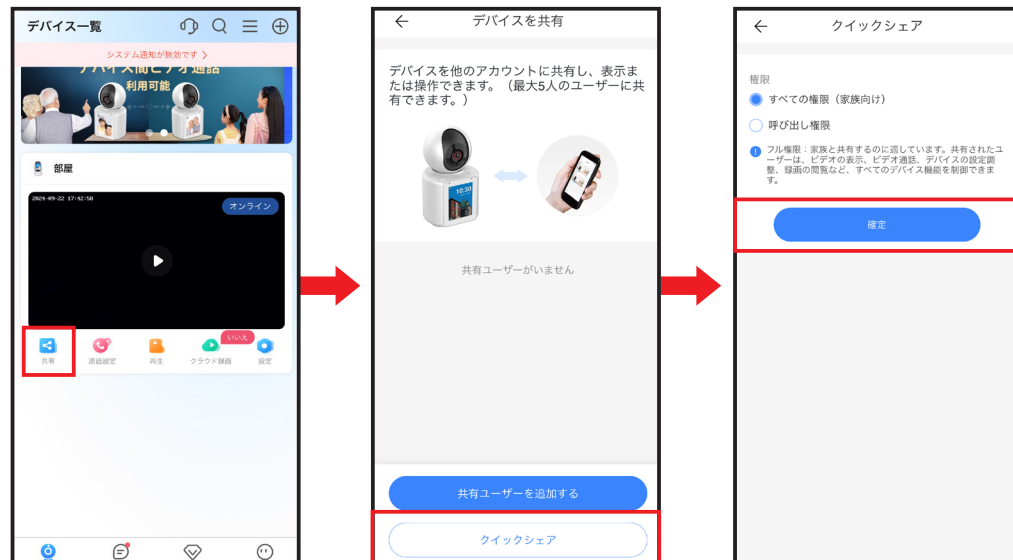 デバイス一覧
システム通知が無効です >
デバイス間ビデオ通話
利用可能
部屋
2024-09-22 17:42:50
オンライン
いいえ
共有
通話設定
再生
クラウド録画
設定
デバイスを共有
デバイスを他のアカウントに共有し、表示ま
たは操作できます。（最大5人のユーザーに共
有できます。）
10:30
共有ユーザーがいません
共有ユーザーを追加する
クイックシェア
クイックシェア
権限
すべての権限（家族向け）
呼び出し権限
フル権限：家族と共有するのに適しています。共有されたユ
ーザーは、ビデオの表示、ビデオ通話、デバイスの設定調
整、録画の閲覧など、すべてのデバイス機能を制御できま
す。
確定